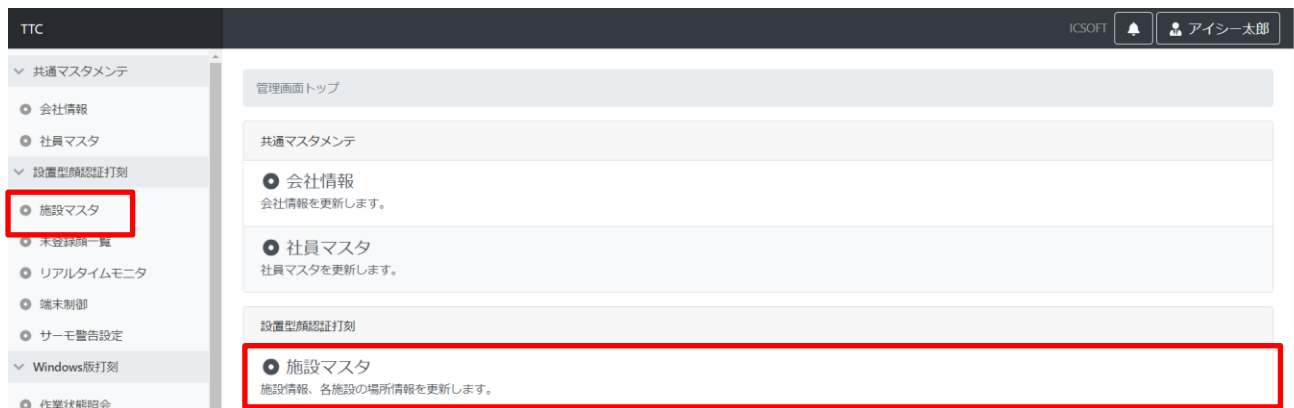 TTC
ICSOFT
アイシー太郎
共通マスタメンテ
会社情報
社員マスタ
設置型顔認証打刻
施設マスタ
未登録顔一覧
リアルタイムモニタ
端末制御
サーモ警告設定
Windows版打刻
作業状態照会
管理画面トップ
共通マスタメンテ
会社情報
会社情報を更新します。
社員マスタ
社員マスタを更新します。
設置型顔認証打刻
施設マスタ
施設情報、各施設の場所情報を更新します。